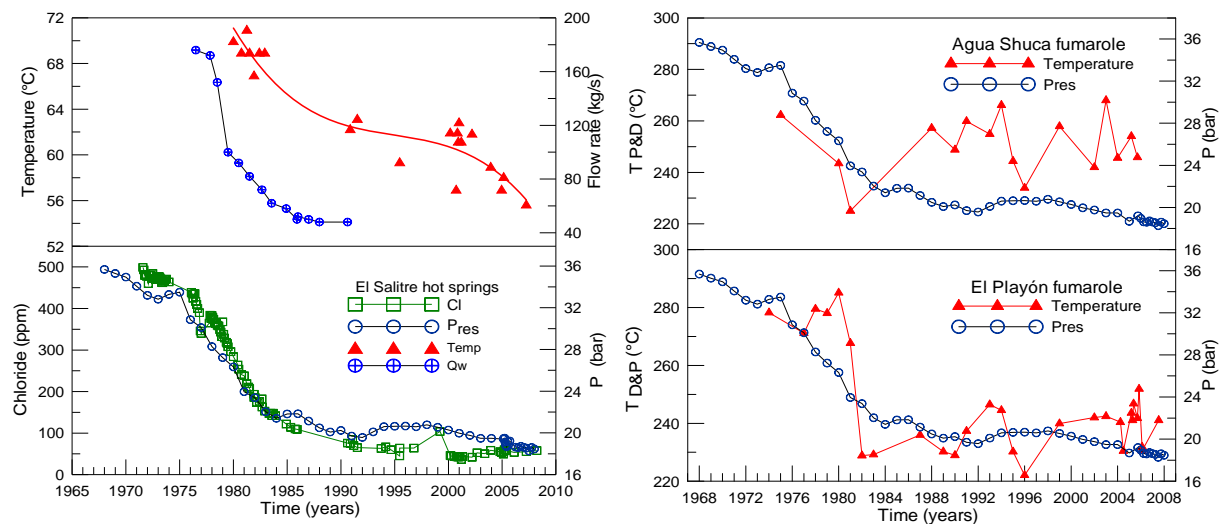 72
68
64
60
56
52
Temperature (°C)
200
160
120
80
40
Flow rate (kg/s)
500
400
300
200
100
0
Chloride (ppm)
36
32
28
24
20
16
P (bar)
El Salitre hot springs
Cl
Pres
Temp
Qw
1965 1970 1975 1980 1985 1990 1995 2000 2005 2010
Time (years)
300
280
260
240
220
T P&D (°C)
36
32
28
24
20
16
P (bar)
Agua Shuca fumarole
Temperature
Pres
300
280
260
240
220
T D&P (°C)
36
32
28
24
20
16
P (bar)
El Playón fumarole
Temperature
Pres
1968 1972 1976 1980 1984 1988 1992 1996 2000 2004 2008
Time (years)